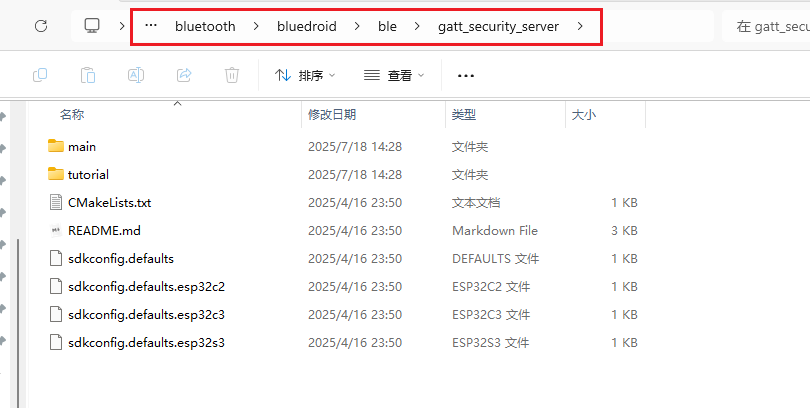 ··· bluetooth > bluedroid > ble > gatt_security_server > 在 gatt_secu
排序 查看 ···
名称 修改日期 类型 大小
main 2025/7/18 14:28 文件夹
tutorial 2025/7/18 14:28 文件夹
CMakeLists.txt 2025/4/16 23:50 文本文档 1 KB
README.md 2025/4/16 23:50 Markdown File 3 KB
sdkconfig.defaults 2025/4/16 23:50 DEFAULTS 文件 1 KB
sdkconfig.defaults.esp32c2 2025/4/16 23:50 ESP32C2 文件 1 KB
sdkconfig.defaults.esp32c3 2025/4/16 23:50 ESP32C3 文件 1 KB
sdkconfig.defaults.esp32s3 2025/4/16 23:50 ESP32S3 文件 1 KB